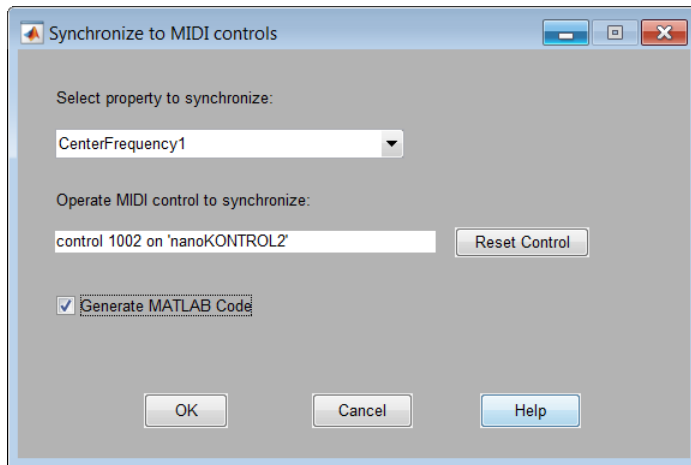 Synchronize to MIDI controls
Select property to synchronize:
CenterFrequency1
Operate MIDI control to synchronize:
control 1002 on 'nanoKONTROL2'
Reset Control
Generate MATLAB Code
OK
Cancel
Help